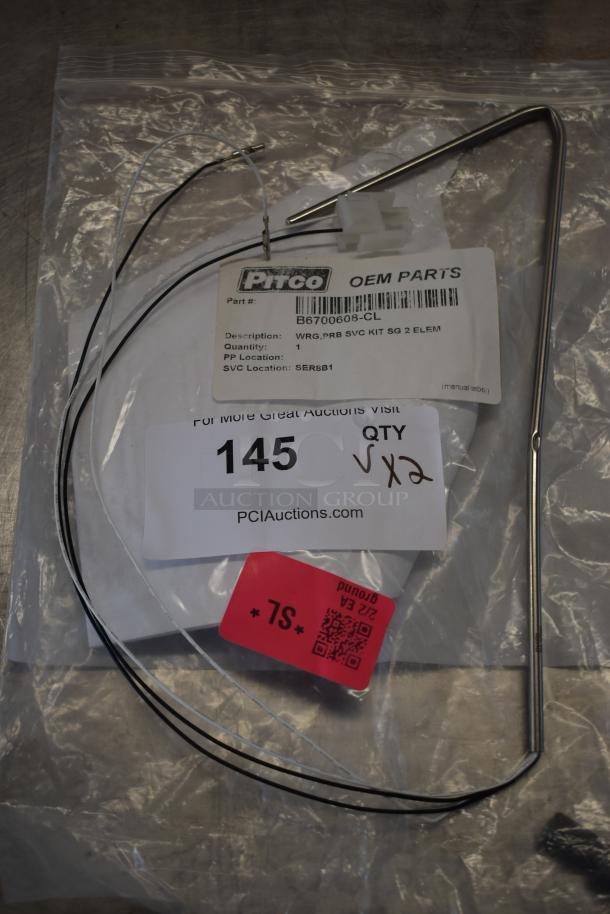 PITCO OEM PARTS
Part #:
B6700608-CL
Description: WRG,PRB SVC KIT SG 2 ELEM
Quantity: 1
PP Location:
SVC Location: SER8B1
(manual label)
For More Great Auctions Visit
145
QTY
√ X2
PCI
AUCTION GROUP
PCIAuctions.com
2/2 EA
ground
*SL*